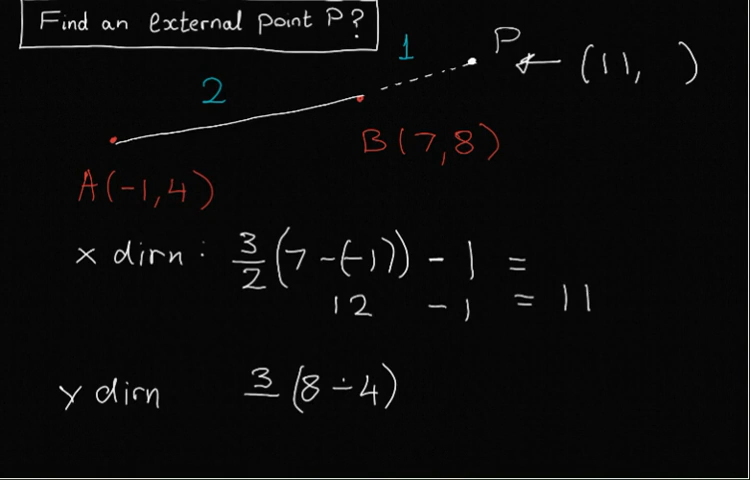 Find an external point P?
1
P ← (11, )
2
B(7,8)
A(-1,4)
x dirn: 3/2 (7-(-1)) - 1 =
12 - 1 = 11
y dirn 3 (8-4)